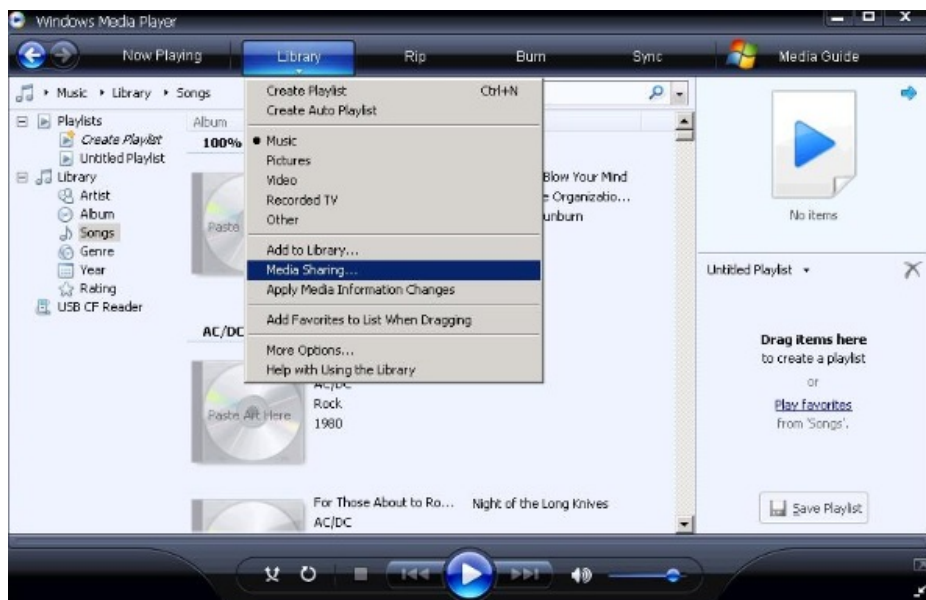 Windows Media Player
Now Playing
Library
Rip
Burn
Sync
Media Guide
Music ▸ Library ▸ Songs
Playlists
Create Playlist
Untitled Playlist
Library
Artist
Album
Songs
Genre
Year
Rating
USB CF Reader
Album
100%
Paste
AC/DC
Create Playlist Ctrl+N
Create Auto Playlist
Music
Pictures
Video
Recorded TV
Other
Add to Library...
Media Sharing...
Apply Media Information Changes
Add Favorites to List When Dragging
More Options...
Help with Using the Library
Blow Your Mind
e Organizatio...
unburn
AC/DC
Rock
1980
Paste Art Here
For Those About to Ro... Night of the Long Knives
AC/DC
No items
Untitled Playlist
Drag items here
to create a playlist
or
Play favorites
from 'Songs'.
Save Playlist